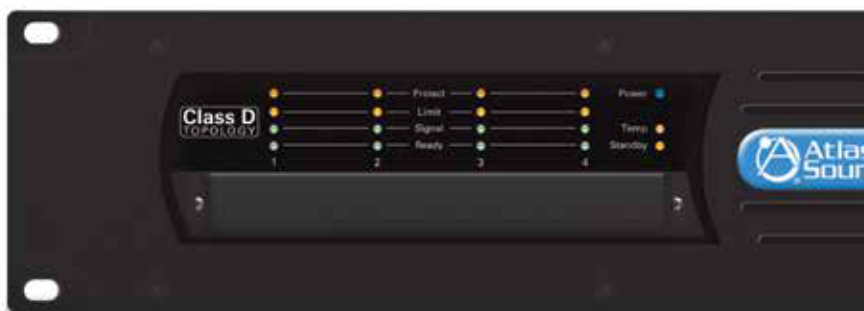 Class D
TOPOLOGY
Protect
Limit
Signal
Ready
1 2 3 4
Power
Temp
Standby
Atlas
Soun